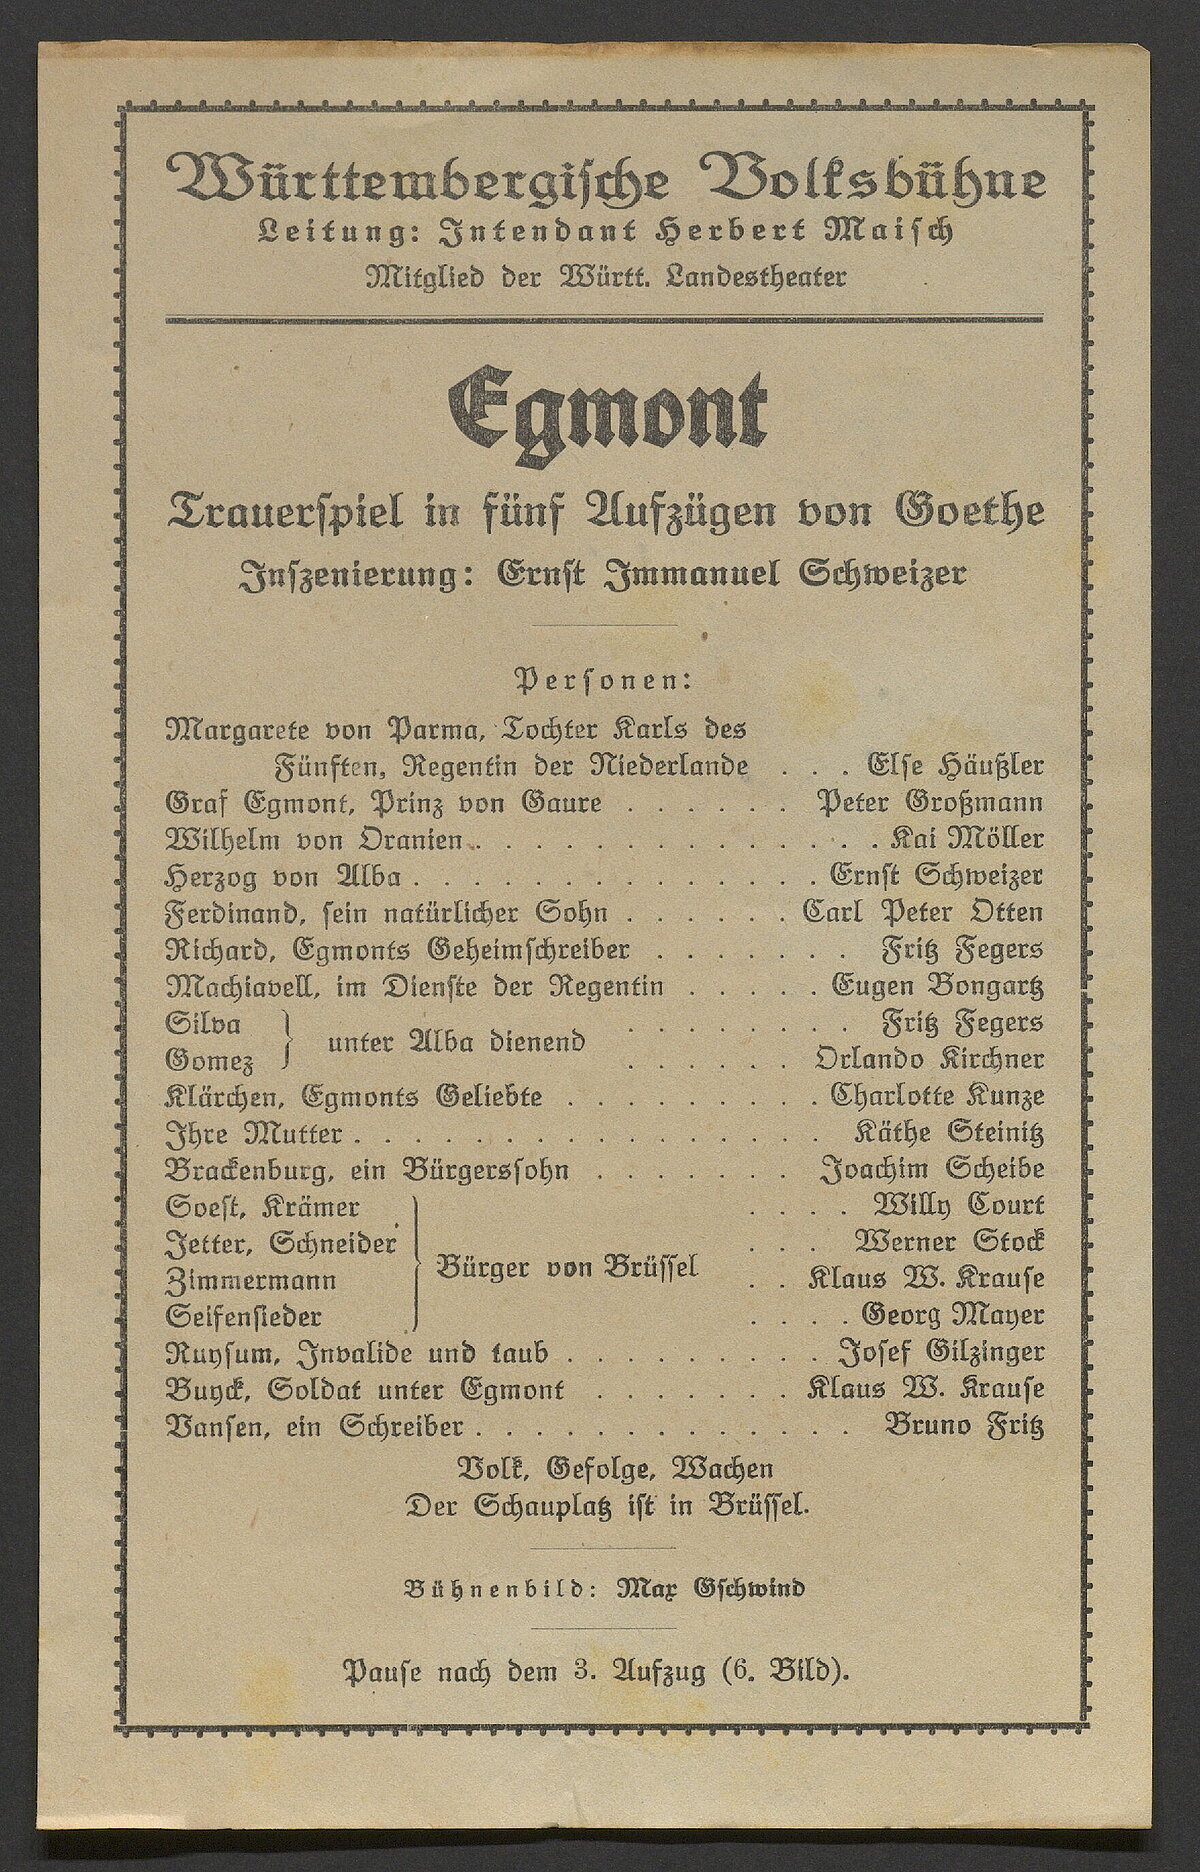 Württembergische Volksbühne
Leitung: Intendant Herbert Maisch
Mitglied der Württ. Landestheater
Egmont
Trauerspiel in fünf Aufzügen von Goethe
Inszenierung: Ernst Immanuel Schweizer
Personen:
Margarete von Parma, Tochter Karls des
Fünften, Regentin der Niederlande . . . Else Häußler
Graf Egmont, Prinz von Gaure . . . . . . Peter Großmann
Wilhelm von Oranien . . . . . . . . . . . . . . Kai Möller
Herzog von Alba . . . . . . . . . . . . . . Ernst Schweizer
Ferdinand, sein natürlicher Sohn . . . . . . Carl Peter Otten
Richard, Egmonts Geheimschreiber . . . . . . . Fritz Fegers
Machiavell, im Dienste der Regentin . . . . . Eugen Bongartz
Silva } unter Alba dienend . . . . . . . . Fritz Fegers
Gomez } . . . . . . Orlando Kirchner
Klärchen, Egmonts Geliebte . . . . . . . . . Charlotte Kunze
Ihre Mutter . . . . . . . . . . . . . . . . Käthe Steinitz
Brackenburg, ein Bürgerssohn . . . . . . . Joachim Scheibe
Soest, Krämer . . . . Willy Court
Jetter, Schneider . . . Werner Stock
Bürger von Brüssel
Zimmermann . . Klaus W. Krause
Seifensieder . . . . Georg Mayer
Ruysum, Invalide und taub . . . . . . . . . Josef Gilzinger
Buyck, Soldat unter Egmont . . . . . . . Klaus W. Krause
Vansen, ein Schreiber . . . . . . . . . . . . . Bruno Fritz
Volk, Gefolge, Wachen
Der Schauplatz ist in Brüssel.
Bühnenbild: Max Gschwind
Pause nach dem 3. Aufzug (6. Bild).